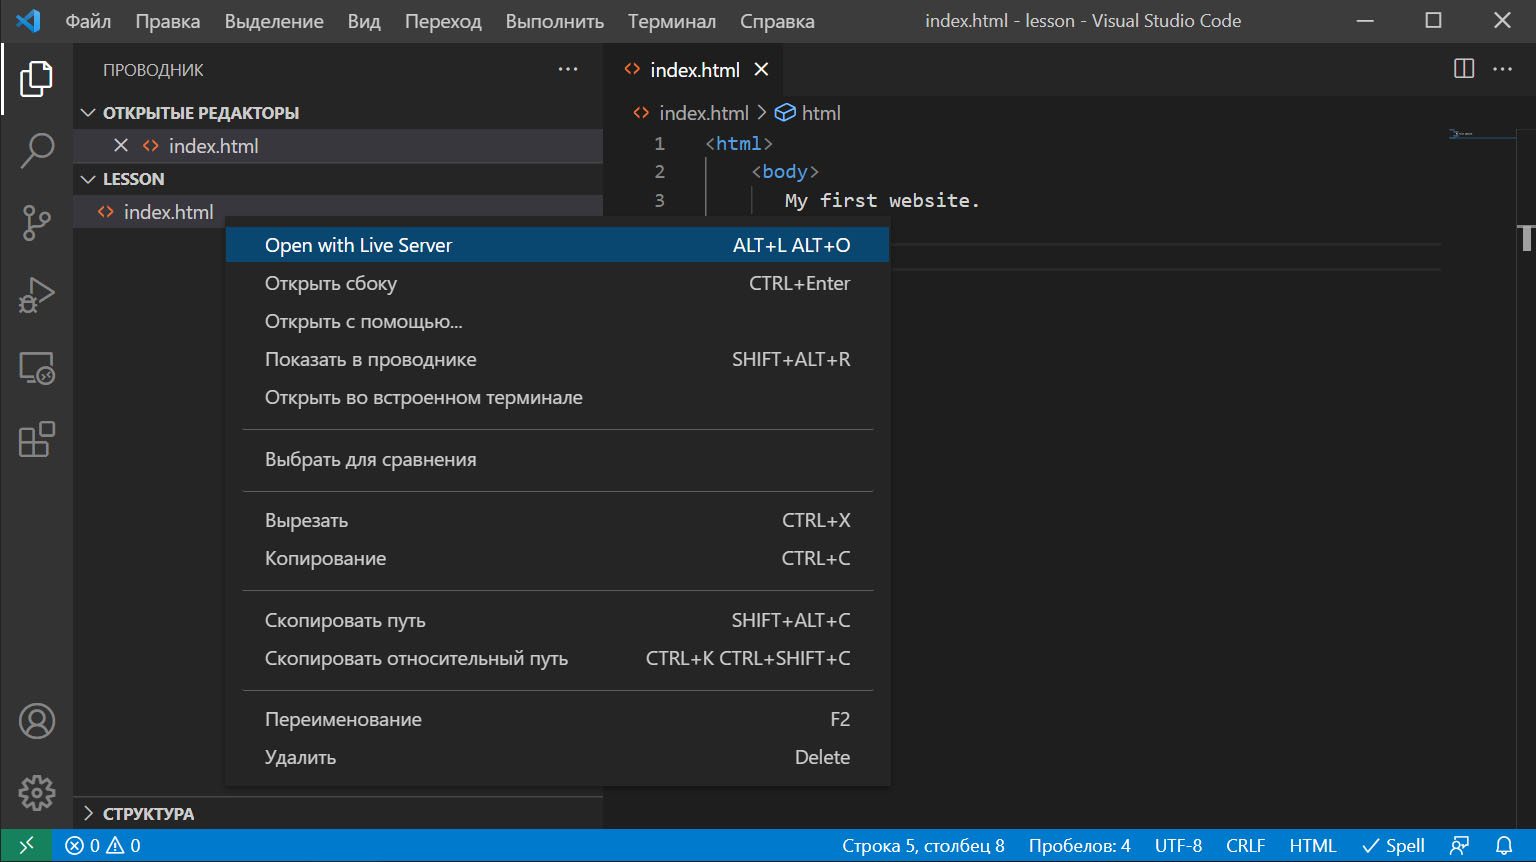 Файл Правка Выделение Вид Переход Выполнить Терминал Справка index.html - lesson - Visual Studio Code
ПРОВОДНИК
ОТКРЫТЫЕ РЕДАКТОРЫ
index.html
LESSON
index.html
index.html
index.html > html
1 <html>
2 <body>
3 My first website.
Open with Live Server ALT+L ALT+O
Открыть сбоку CTRL+Enter
Открыть с помощью...
Показать в проводнике SHIFT+ALT+R
Открыть во встроенном терминале
Выбрать для сравнения
Вырезать CTRL+X
Копирование CTRL+C
Скопировать путь SHIFT+ALT+C
Скопировать относительный путь CTRL+K CTRL+SHIFT+C
Переименование F2
Удалить Delete
СТРУКТУРА
0 0 Строка 5, столбец 8 Пробелов: 4 UTF-8 CRLF HTML Spell